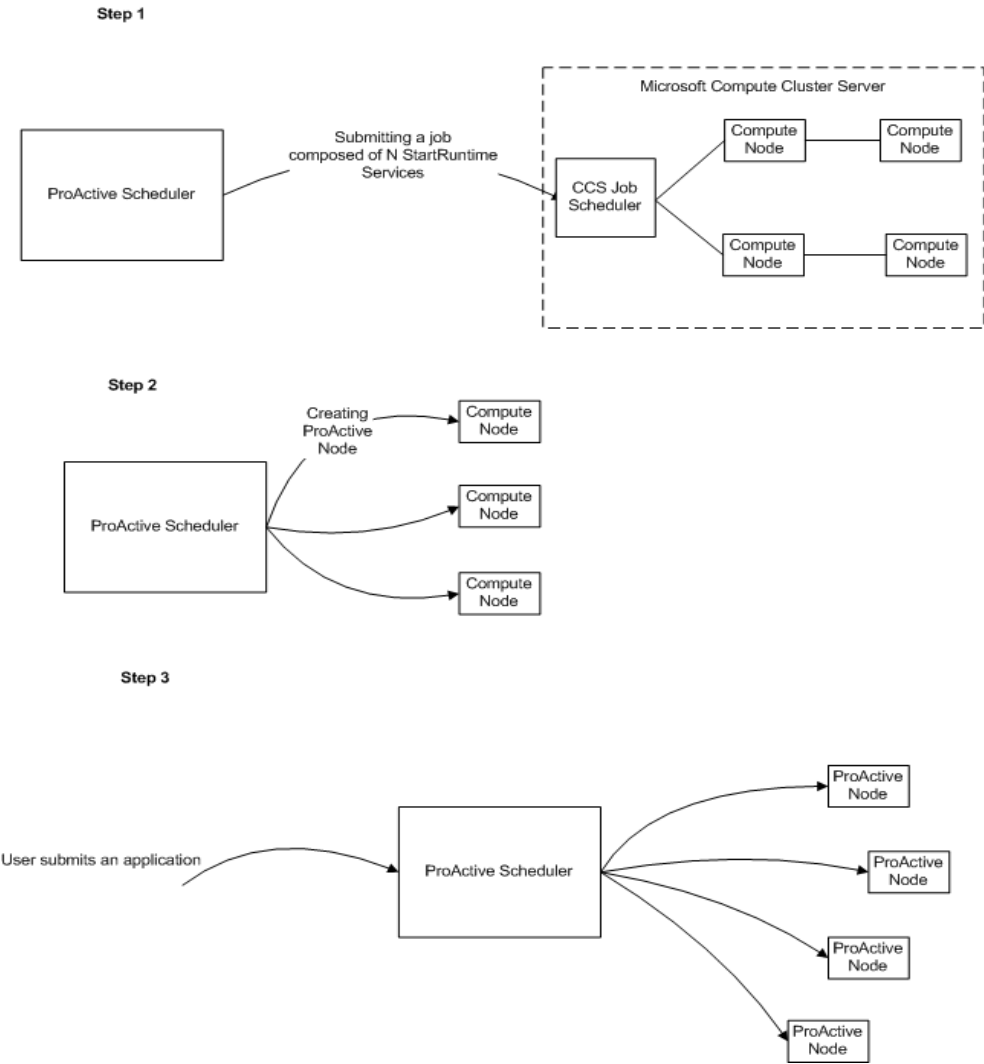 Step 1
Microsoft Compute Cluster Server
Submitting a job
composed of N StartRuntime
Services
ProActive Scheduler
CCS Job
Scheduler
Compute
Node
Compute
Node
Compute
Node
Compute
Node
Step 2
Creating
ProActive
Node
Compute
Node
ProActive Scheduler
Compute
Node
Compute
Node
Step 3
User submits an application
ProActive Scheduler
ProActive
Node
ProActive
Node
ProActive
Node
ProActive
Node